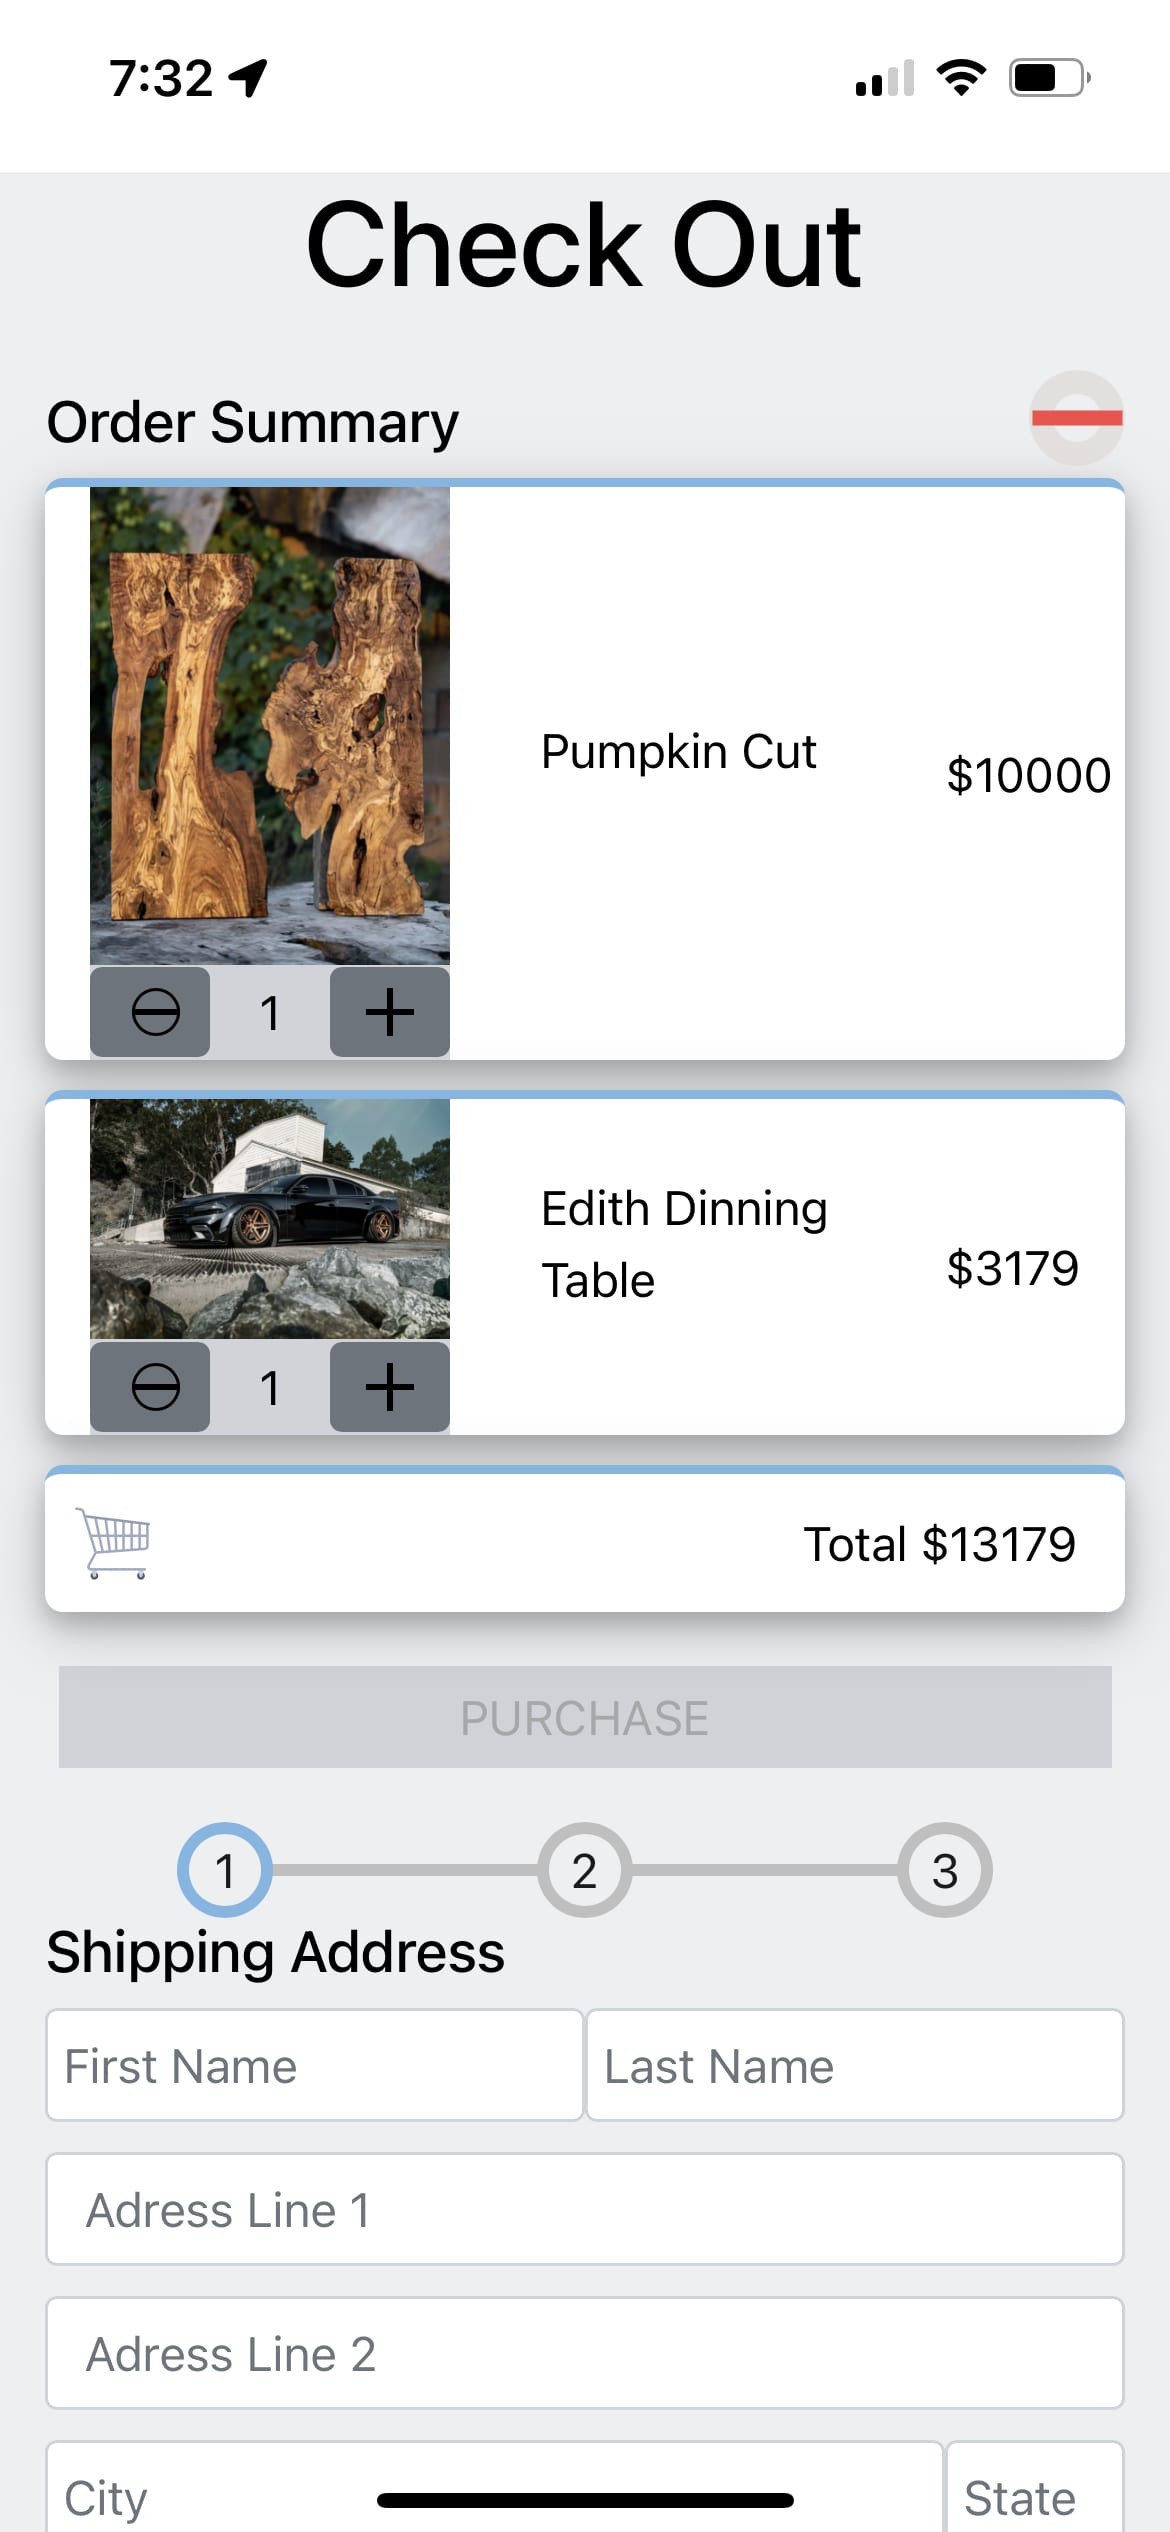 7:32
Check Out
Order Summary
Pumpkin Cut
$10000
1
Edith Dinning
Table
$3179
1
Total $13179
PURCHASE
1 2 3
Shipping Address
First Name Last Name
Adress Line 1
Adress Line 2
City State